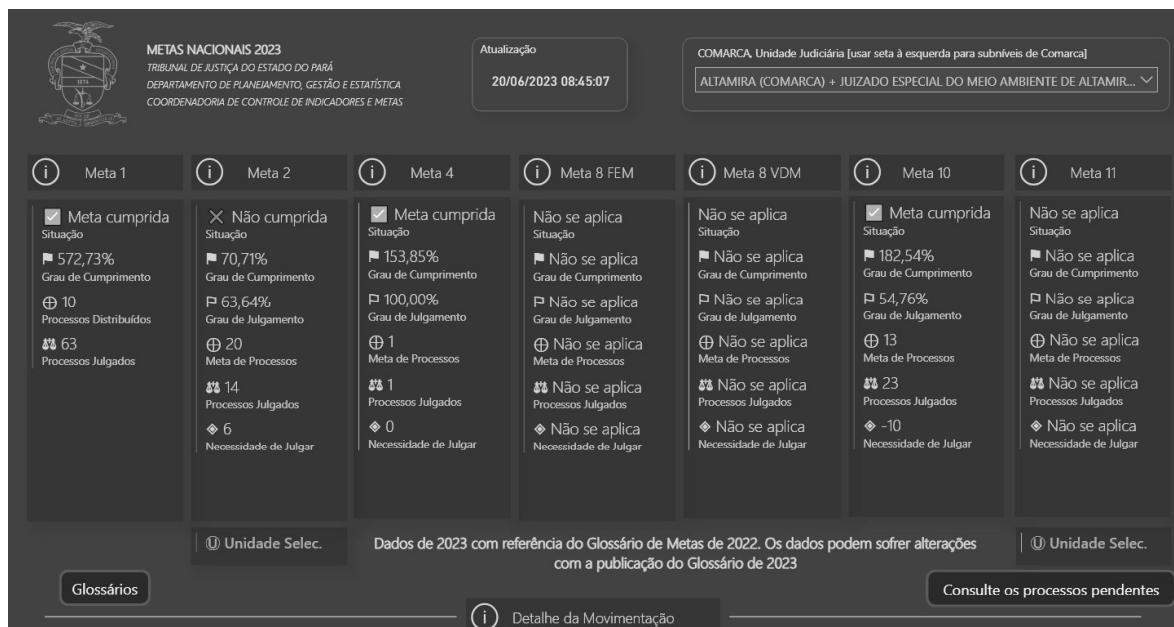 METAS NACIONAIS 2023
TRIBUNAL DE JUSTIÇA DO ESTADO DO PARÁ
DEPARTAMENTO DE PLANEJAMENTO, GESTÃO E ESTATÍSTICA
COORDENADORIA DE CONTROLE DE INDICADORES E METAS
Atualização
20/06/2023 08:45:07
COMARCA, Unidade Judiciária [usar seta à esquerda para subníveis de Comarca]
ALTAMIRA (COMARCA) + JUIZADO ESPECIAL DO MEIO AMBIENTE DE ALTAMIR...
Meta 1
Meta cumprida
Situação
572,73%
Grau de Cumprimento
10
Processos Distribuídos
63
Processos Julgados
Meta 2
Não cumprida
Situação
70,71%
Grau de Cumprimento
63,64%
Grau de Julgamento
20
Meta de Processos
14
Processos Julgados
6
Necessidade de Julgar
Unidade Selec.
Meta 4
Meta cumprida
Situação
153,85%
Grau de Cumprimento
100,00%
Grau de Julgamento
1
Meta de Processos
1
Processos Julgados
0
Necessidade de Julgar
Meta 8 FEM
Não se aplica
Situação
Não se aplica
Grau de Cumprimento
Não se aplica
Grau de Julgamento
Não se aplica
Meta de Processos
Não se aplica
Processos Julgados
Não se aplica
Necessidade de Julgar
Meta 8 VDM
Não se aplica
Situação
Não se aplica
Grau de Cumprimento
Não se aplica
Grau de Julgamento
Não se aplica
Meta de Processos
Não se aplica
Processos Julgados
Não se aplica
Necessidade de Julgar
Meta 10
Meta cumprida
Situação
182,54%
Grau de Cumprimento
54,76%
Grau de Julgamento
13
Meta de Processos
23
Processos Julgados
-10
Necessidade de Julgar
Meta 11
Não se aplica
Situação
Não se aplica
Grau de Cumprimento
Não se aplica
Grau de Julgamento
Não se aplica
Meta de Processos
Não se aplica
Processos Julgados
Não se aplica
Necessidade de Julgar
Unidade Selec.
Dados de 2023 com referência do Glossário de Metas de 2022. Os dados podem sofrer alterações
com a publicação do Glossário de 2023
Glossários
Consulte os processos pendentes
Detalhe da Movimentação